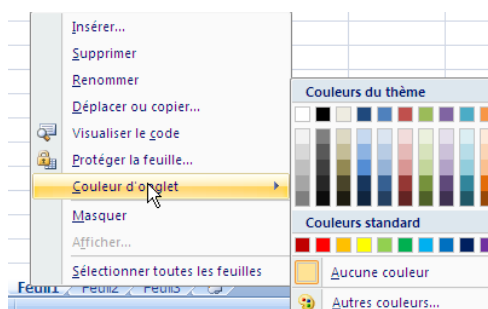 Insérer...
Supprimer
Renommer
Déplacer ou copier...
Visualiser le code
Protéger la feuille...
Couleur d'onglet
Masquer
Afficher...
Sélectionner toutes les feuilles
Couleurs du thème
Couleurs standard
Aucune couleur
Autres couleurs...
Feuil1 Feuil2 Feuil3